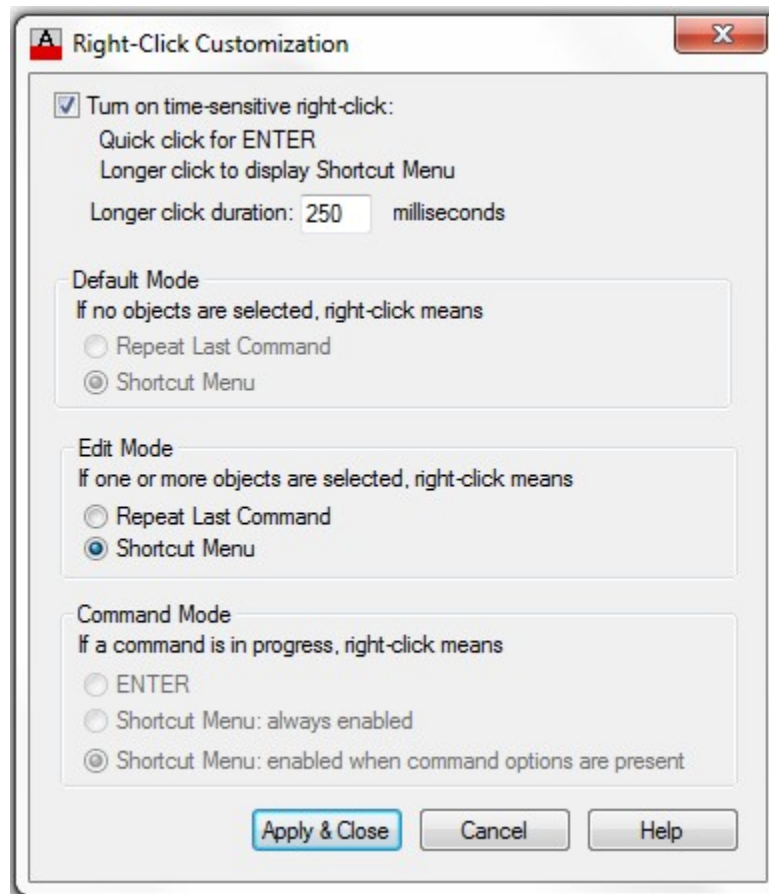 A Right-Click Customization
Turn on time-sensitive right-click:
Quick click for ENTER
Longer click to display Shortcut Menu
Longer click duration: 250 milliseconds
Default Mode
If no objects are selected, right-click means
Repeat Last Command
Shortcut Menu
Edit Mode
If one or more objects are selected, right-click means
Repeat Last Command
Shortcut Menu
Command Mode
If a command is in progress, right-click means
ENTER
Shortcut Menu: always enabled
Shortcut Menu: enabled when command options are present
Apply & Close Cancel Help